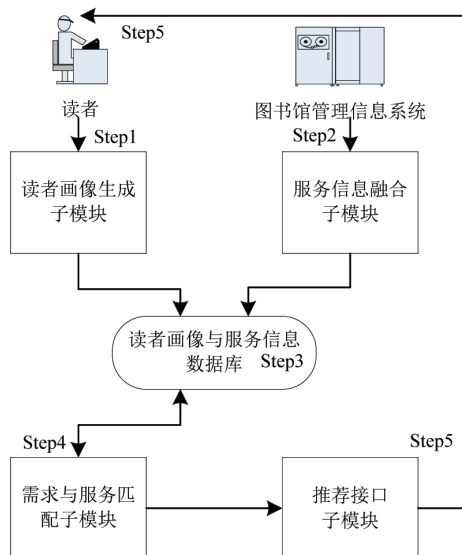 Step5
读者
图书馆管理信息系统
Step1
Step2
读者画像生成
子模块
服务信息融合
子模块
读者画像与服务信息
数据库
Step3
Step4
Step5
需求与服务匹
配子模块
推荐接口
子模块